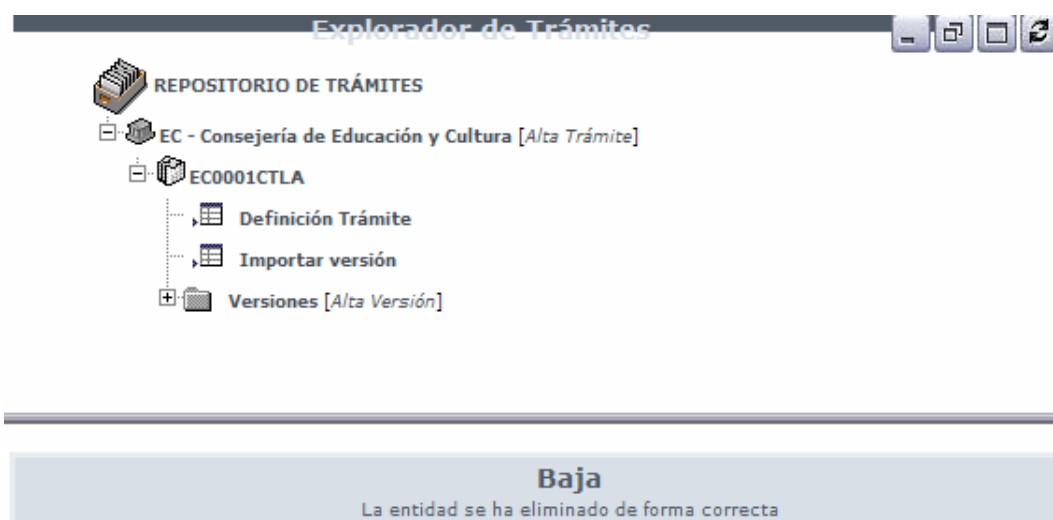 Explorador de Trámites
REPOSITORIO DE TRÁMITES
EC - Consejería de Educación y Cultura [Alta Trámite]
EC0001CTLA
Definición Trámite
Importar versión
Versiones [Alta Versión]
Baja
La entidad se ha eliminado de forma correcta